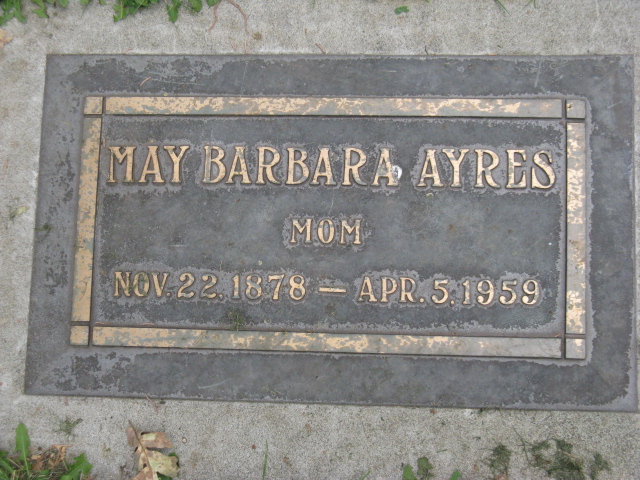 MAY BARBARA AYRES
MOM
NOV. 22. 1878 — APR. 5, 1959